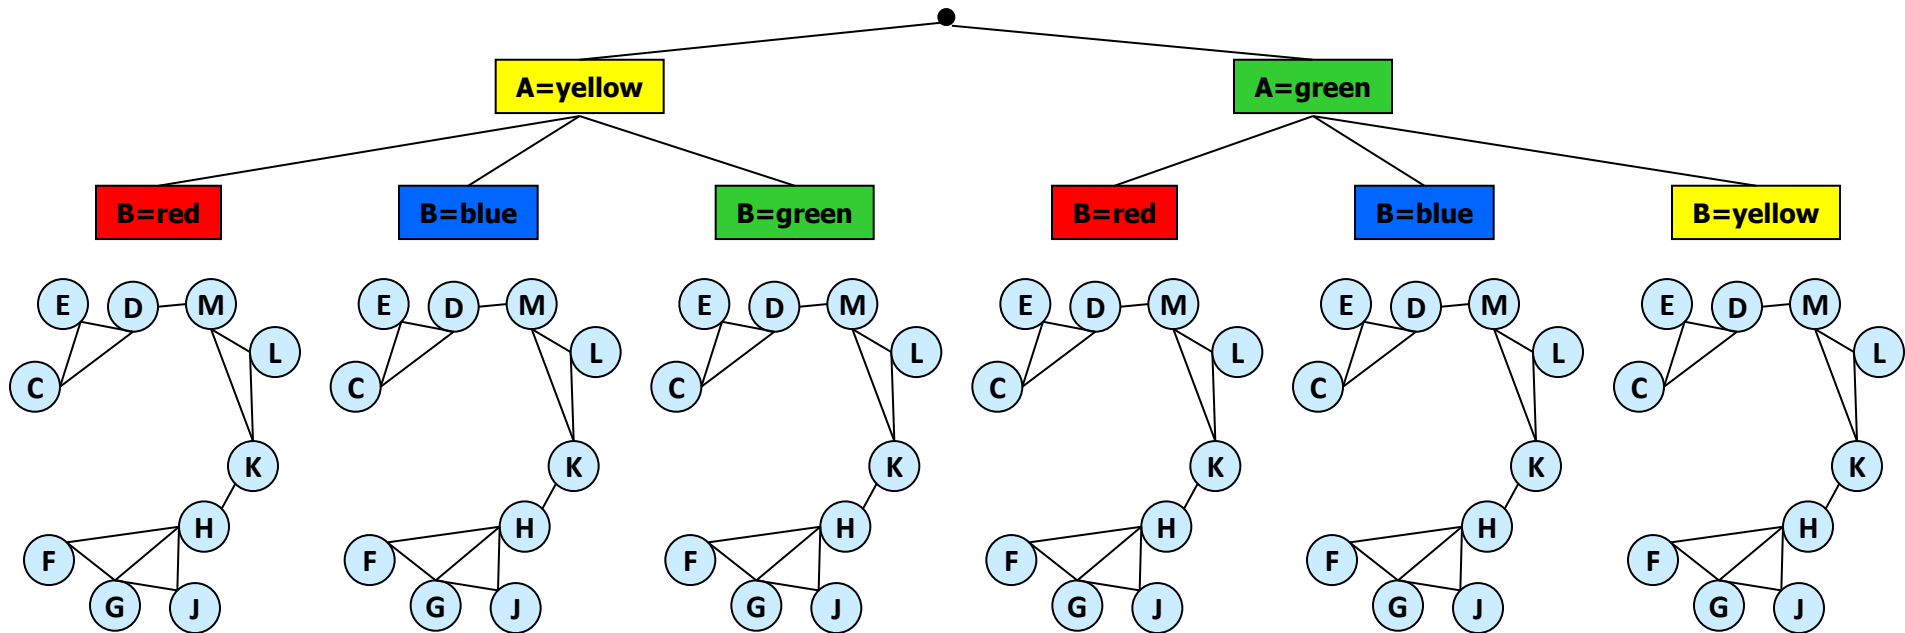 A=yellow A=green
B=red B=blue B=green B=red B=blue B=yellow
E D M E D M E D M E D M E D M E D M
L L L L L L
C C C C C C
K K K K K K
H H H H H H
F F F F F F
G J G J G J G J G J G J